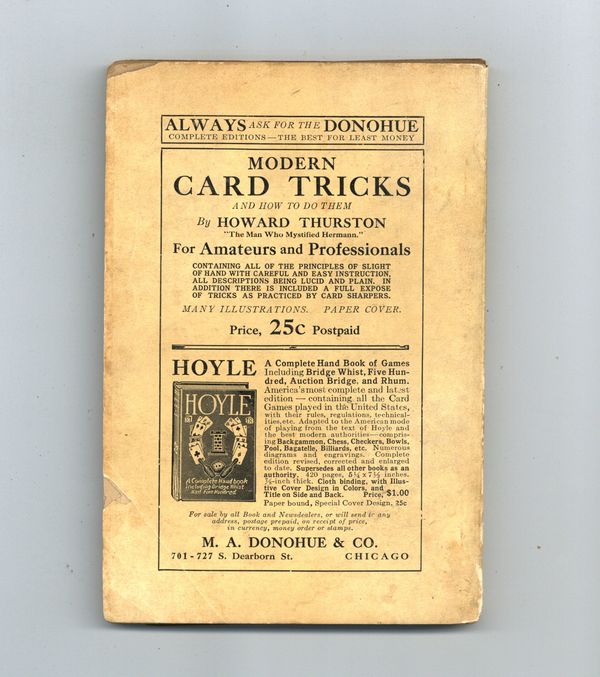 ALWAYS ASK FOR THE DONOHUE
COMPLETE EDITIONS—THE BEST FOR LEAST MONEY
MODERN
CARD TRICKS
AND HOW TO DO THEM
By HOWARD THURSTON
"The Man Who Mystified Hermann."
For Amateurs and Professionals
CONTAINING ALL OF THE PRINCIPLES OF SLIGHT
OF HAND WITH CAREFUL AND EASY INSTRUCTION,
ALL DESCRIPTIONS BEING LUCID AND PLAIN. IN
ADDITION THERE IS INCLUDED A FULL EXPOSE
OF TRICKS AS PRACTICED BY CARD SHARPERS.
MANY ILLUSTRATIONS. PAPER COVER.
Price, 25c Postpaid
HOYLE
HOYLE
A Complete Hand book
Including Bridge Whist
And Five Hundred.
A Complete Hand Book of Games
Including Bridge Whist, Five Hun-
dred, Auction Bridge, and Rhum.
America's most complete and latest
edition — containing all the Card
Games played in the United States,
with their rules, regulations, technical-
ities, etc. Adapted to the American mode
of playing from the text of Hoyle and
the best modern authorities—compris-
ing Backgammon, Chess, Checkers, Bowls,
Pool, Bagatelle, Billiards, etc. Numerous
diagrams and engravings. Complete
edition revised, corrected and enlarged
to date. Supersedes all other books as an
authority. 420 pages, 5¼ x 7½ inches.
¾-inch thick. Cloth binding, with Illus-
tive Cover Design in Colors, and
Title on Side and Back. Price, $1.00
Paper bound, Special Cover Design, 25c
For sale by all Book and Newsdealers, or will send to any
address, postage prepaid, on receipt of price,
in currency, money order or stamps.
M. A. DONOHUE & CO.
701-727 S. Dearborn St. CHICAGO